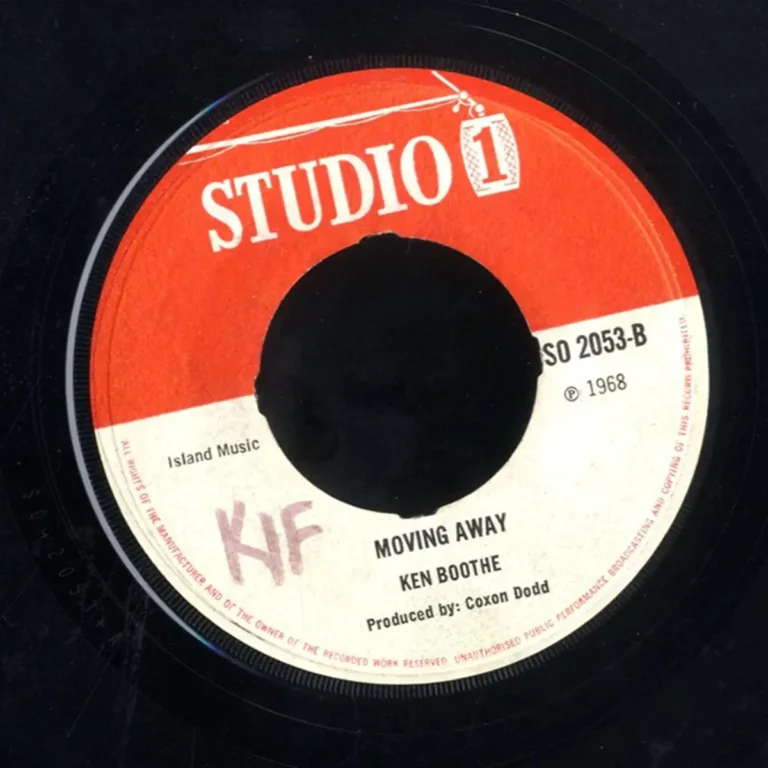 STUDIO 1
SO 2053-B
℗ 1968
Island Music
KIF
MOVING AWAY
KEN BOOTHE
Produced by: Coxon Dodd
ALL RIGHTS OF THE MANUFACTURER AND OF THE OWNER OF THE RECORDED WORK RESERVED. UNAUTHORISED PUBLIC PERFORMANCE BROADCASTING AND COPYING OF THIS RECORD PROHIBITED.